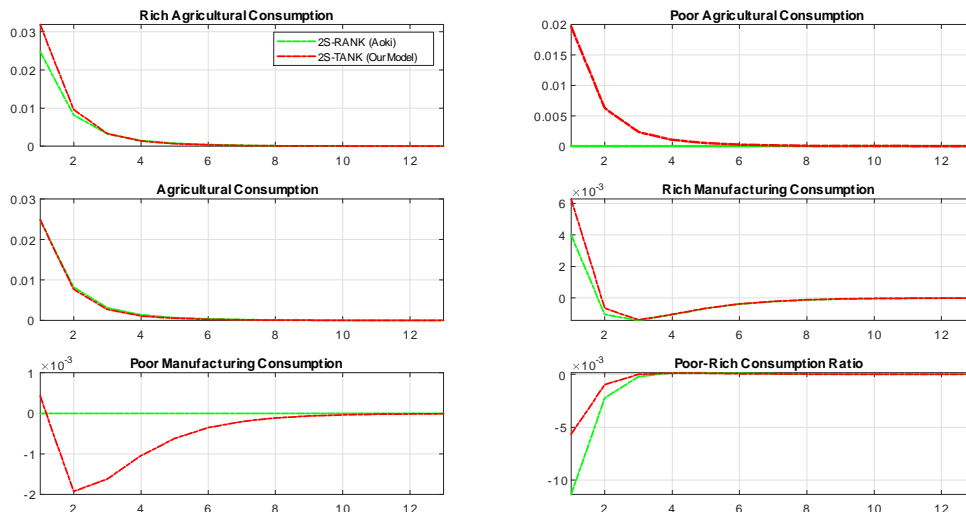 Rich Agricultural Consumption
0.03
0.02
0.01
0
2S-RANK (Aoki)
2S-TANK (Our Model)
2 4 6 8 10 12
Poor Agricultural Consumption
0.02
0.015
0.01
0.005
0
2 4 6 8 10 12
Agricultural Consumption
0.03
0.02
0.01
0
2 4 6 8 10 12
Rich Manufacturing Consumption
×10-3
6
4
2
0
2 4 6 8 10 12
Poor Manufacturing Consumption
×10-3
1
0
-1
-2
2 4 6 8 10 12
Poor-Rich Consumption Ratio
×10-3
0
-5
-10
2 4 6 8 10 12